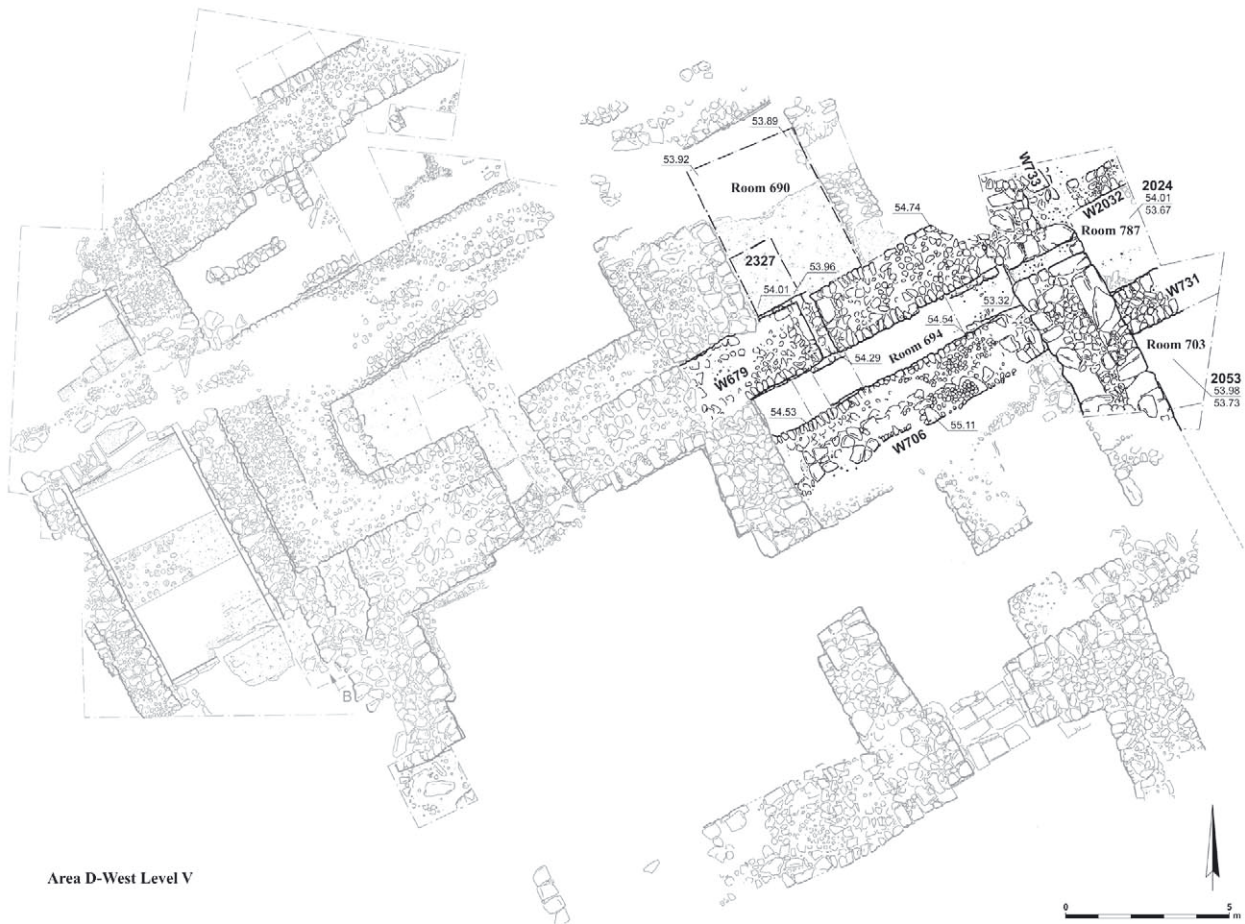 53.89
53.92
Room 690
W733
2024
54.01
53.67
W2032
Room 787
54.74
2327
53.96
54.01
W731
53.32
54.54
Room 694
Room 703
54.29
W679
2053
53.98
53.73
54.53
55.11
W706
B
Area D-West Level V
0
5
m